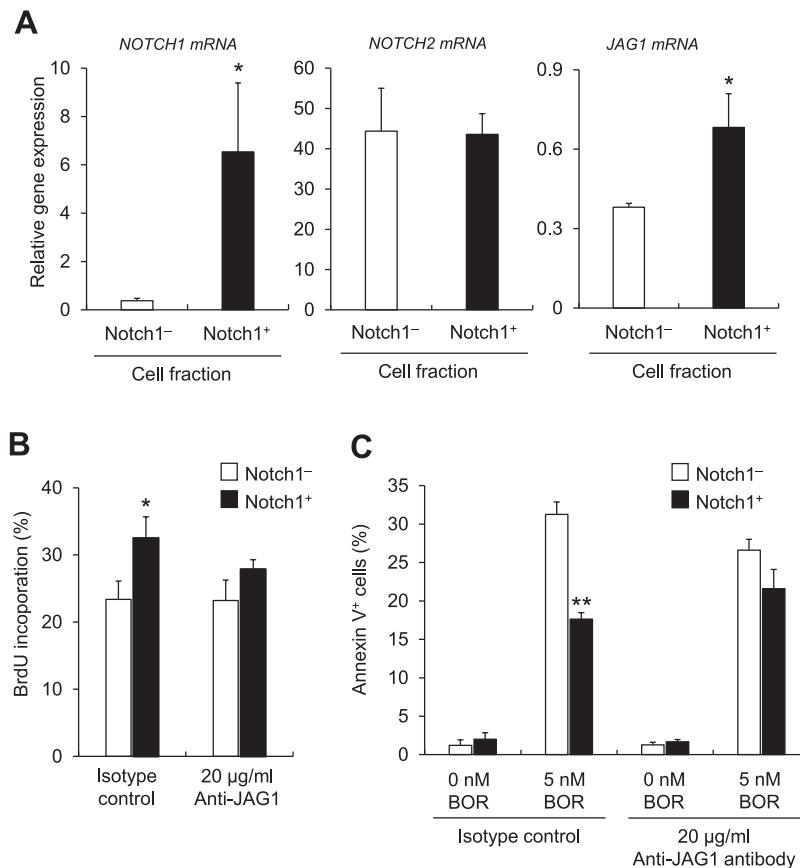 A
NOTCH1 mRNA
NOTCH2 mRNA
JAG1 mRNA
Relative gene expression
10
8
6
4
2
0
*
Notch1– Notch1+
Cell fraction
60
50
40
30
20
10
0
Notch1– Notch1+
Cell fraction
0.9
0.6
0.3
0
*
Notch1– Notch1+
Cell fraction
B
Notch1–
Notch1+
BrdU incoporation (%)
40
30
20
10
0
*
Isotype
control
20 µg/ml
Anti-JAG1
C
Notch1–
Notch1+
Annexin V+ cells (%)
35
30
25
20
15
10
5
0
**
0 nM
BOR
5 nM
BOR
0 nM
BOR
5 nM
BOR
Isotype control
20 µg/ml
Anti-JAG1 antibody